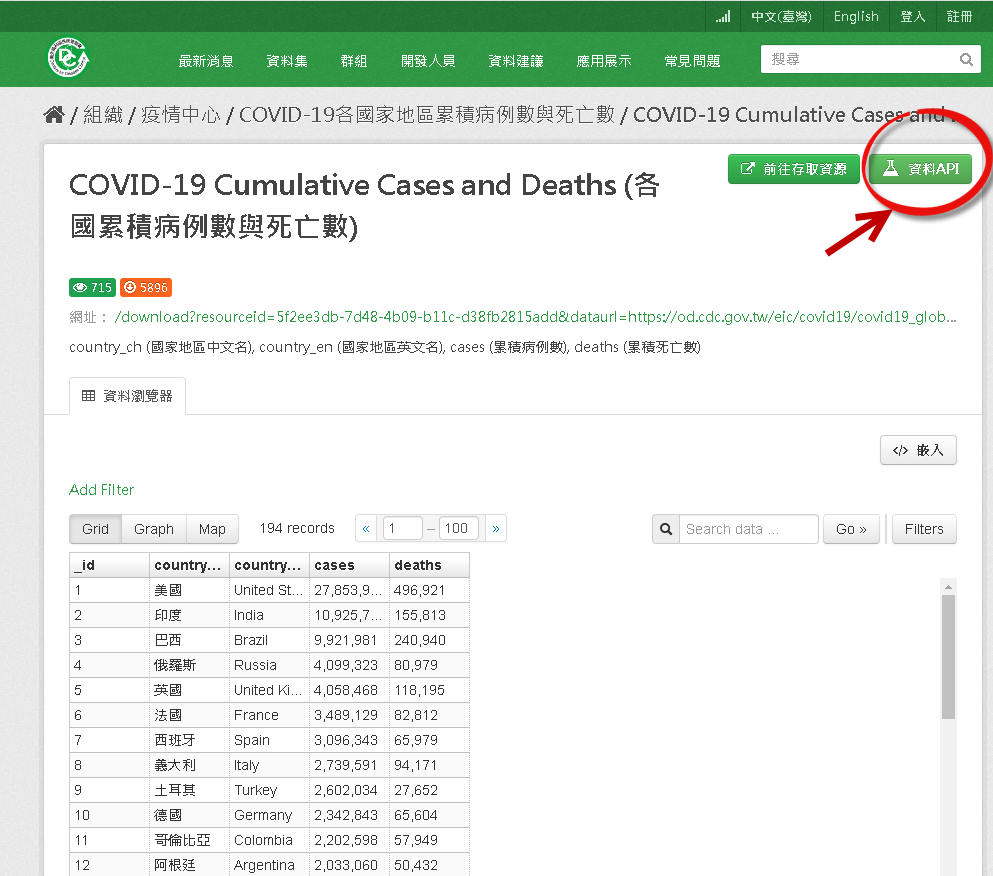 中文(臺灣) English 登入 註冊
最新消息 資料集 群組 開發人員 資料建議 應用展示 常見問題 搜尋
/ 組織 / 疫情中心 / COVID-19各國家地區累積病例數與死亡數 / COVID-19 Cumulative Cases and ...
前往存取資源 資料API
COVID-19 Cumulative Cases and Deaths (各
國累積病例數與死亡數)
715 5896
網址： /download?resourceid=5f2ee3db-7d48-4b09-b11c-d38fb2815add&dataurl=https://od.cdc.gov.tw/eic/covid19/covid19_glob...
country_ch (國家地區中文名), country_en (國家地區英文名), cases (累積病例數), deaths (累積死亡數)
資料瀏覽器
</> 嵌入
Add Filter
Grid Graph Map 194 records « 1 – 100 » Search data ... Go » Filters
_id country... country... cases deaths
1 美國 United St... 27,853,9... 496,921
2 印度 India 10,925,7... 155,813
3 巴西 Brazil 9,921,981 240,940
4 俄羅斯 Russia 4,099,323 80,979
5 英國 United Ki... 4,058,468 118,195
6 法國 France 3,489,129 82,812
7 西班牙 Spain 3,096,343 65,979
8 義大利 Italy 2,739,591 94,171
9 土耳其 Turkey 2,602,034 27,652
10 德國 Germany 2,342,843 65,604
11 哥倫比亞 Colombia 2,202,598 57,949
12 阿根廷 Argentina 2,033,060 50,432